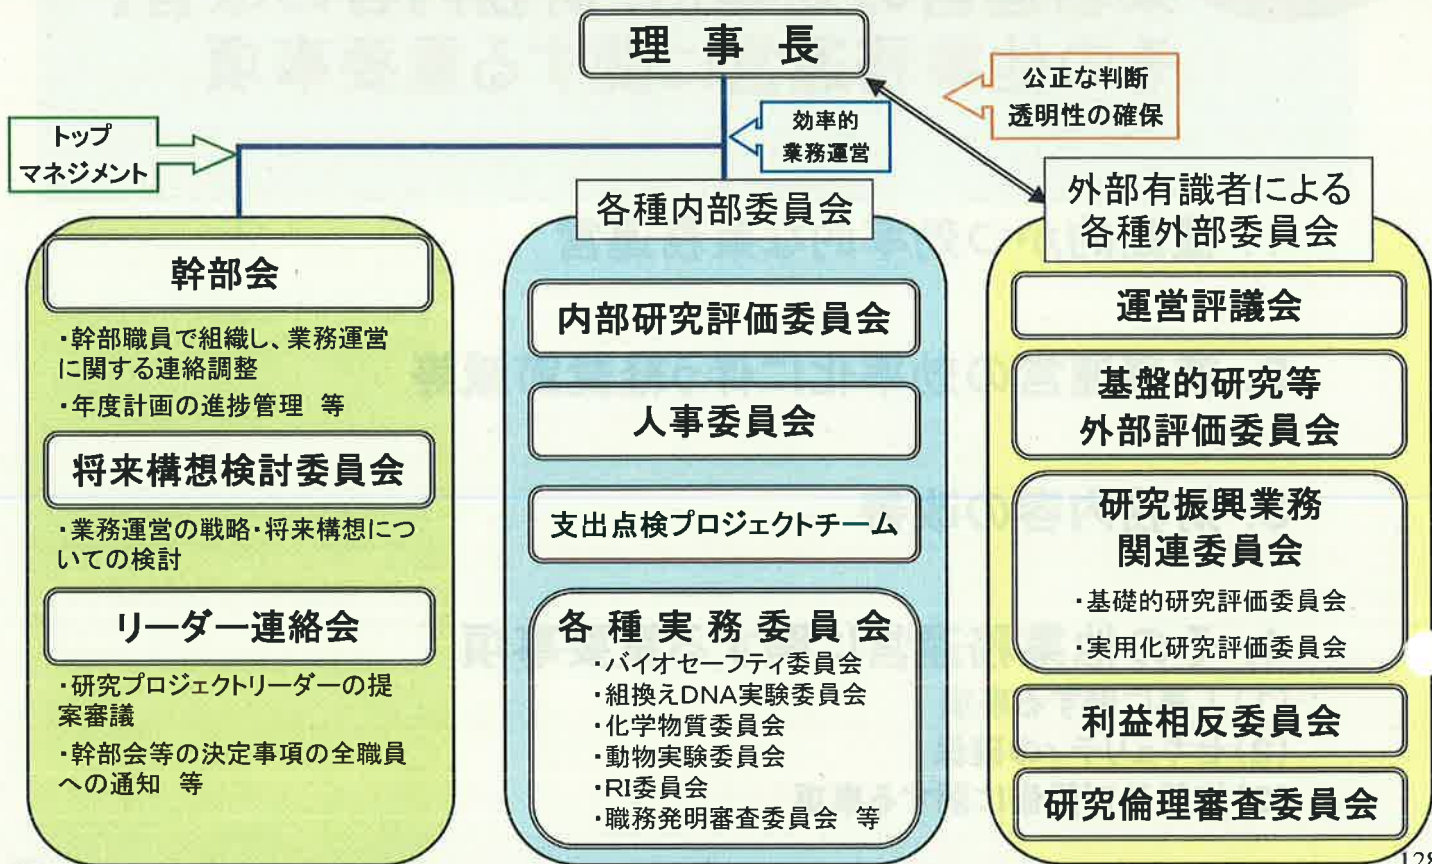 理事長
公正な判断
透明性の確保
トップ
マネジメント
効率的
業務運営
各種内部委員会
外部有識者による
各種外部委員会
幹部会
・幹部職員で組織し、業務運営
に関する連絡調整
・年度計画の進捗管理 等
将来構想検討委員会
・業務運営の戦略・将来構想につ
いての検討
リーダー連絡会
・研究プロジェクトリーダーの提
案審議
・幹部会等の決定事項の全職員
への通知 等
内部研究評価委員会
人事委員会
支出点検プロジェクトチーム
各種実務委員会
・バイオセーフティ委員会
・組換えDNA実験委員会
・化学物質委員会
・動物実験委員会
・RI委員会
・職務発明審査委員会 等
運営評議会
基盤的研究等
外部評価委員会
研究振興業務
関連委員会
・基礎的研究評価委員会
・実用化研究評価委員会
利益相反委員会
研究倫理審査委員会
128